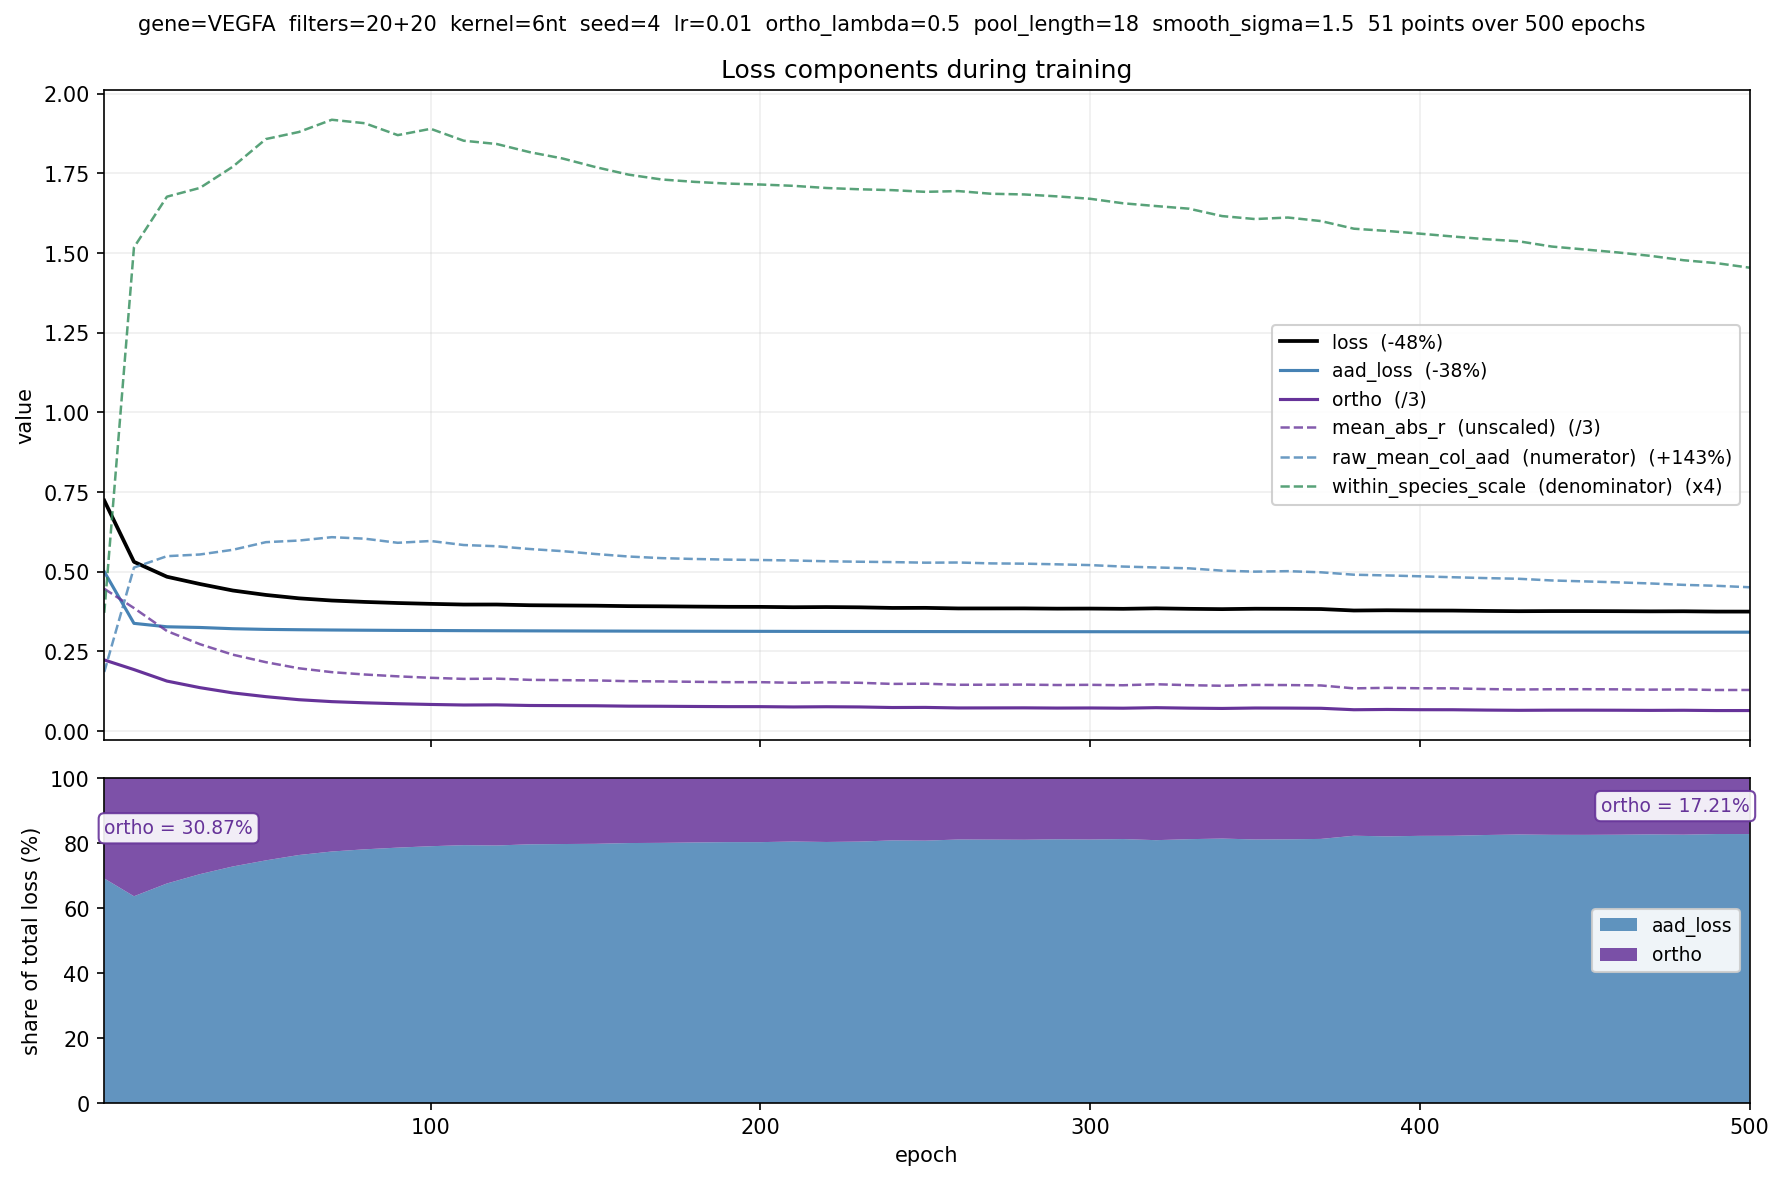 gene=VEGFA  filters=20+20  kernel=6nt  seed=4  lr=0.01  ortho_lambda=0.5  pool_length=18  smooth_sigma=1.5  51 points over 500 epochs
Loss components during training
2.00
1.75
1.50
1.25
1.00
0.75
0.50
0.25
0.00
value
loss  (-48%)
aad_loss  (-38%)
ortho  (/3)
mean_abs_r  (unscaled)  (/3)
raw_mean_col_aad  (numerator)  (+143%)
within_species_scale  (denominator)  (x4)
100
80
60
40
20
0
share of total loss (%)
ortho = 30.87%
ortho = 17.21%
aad_loss
ortho
100
200
300
400
500
epoch